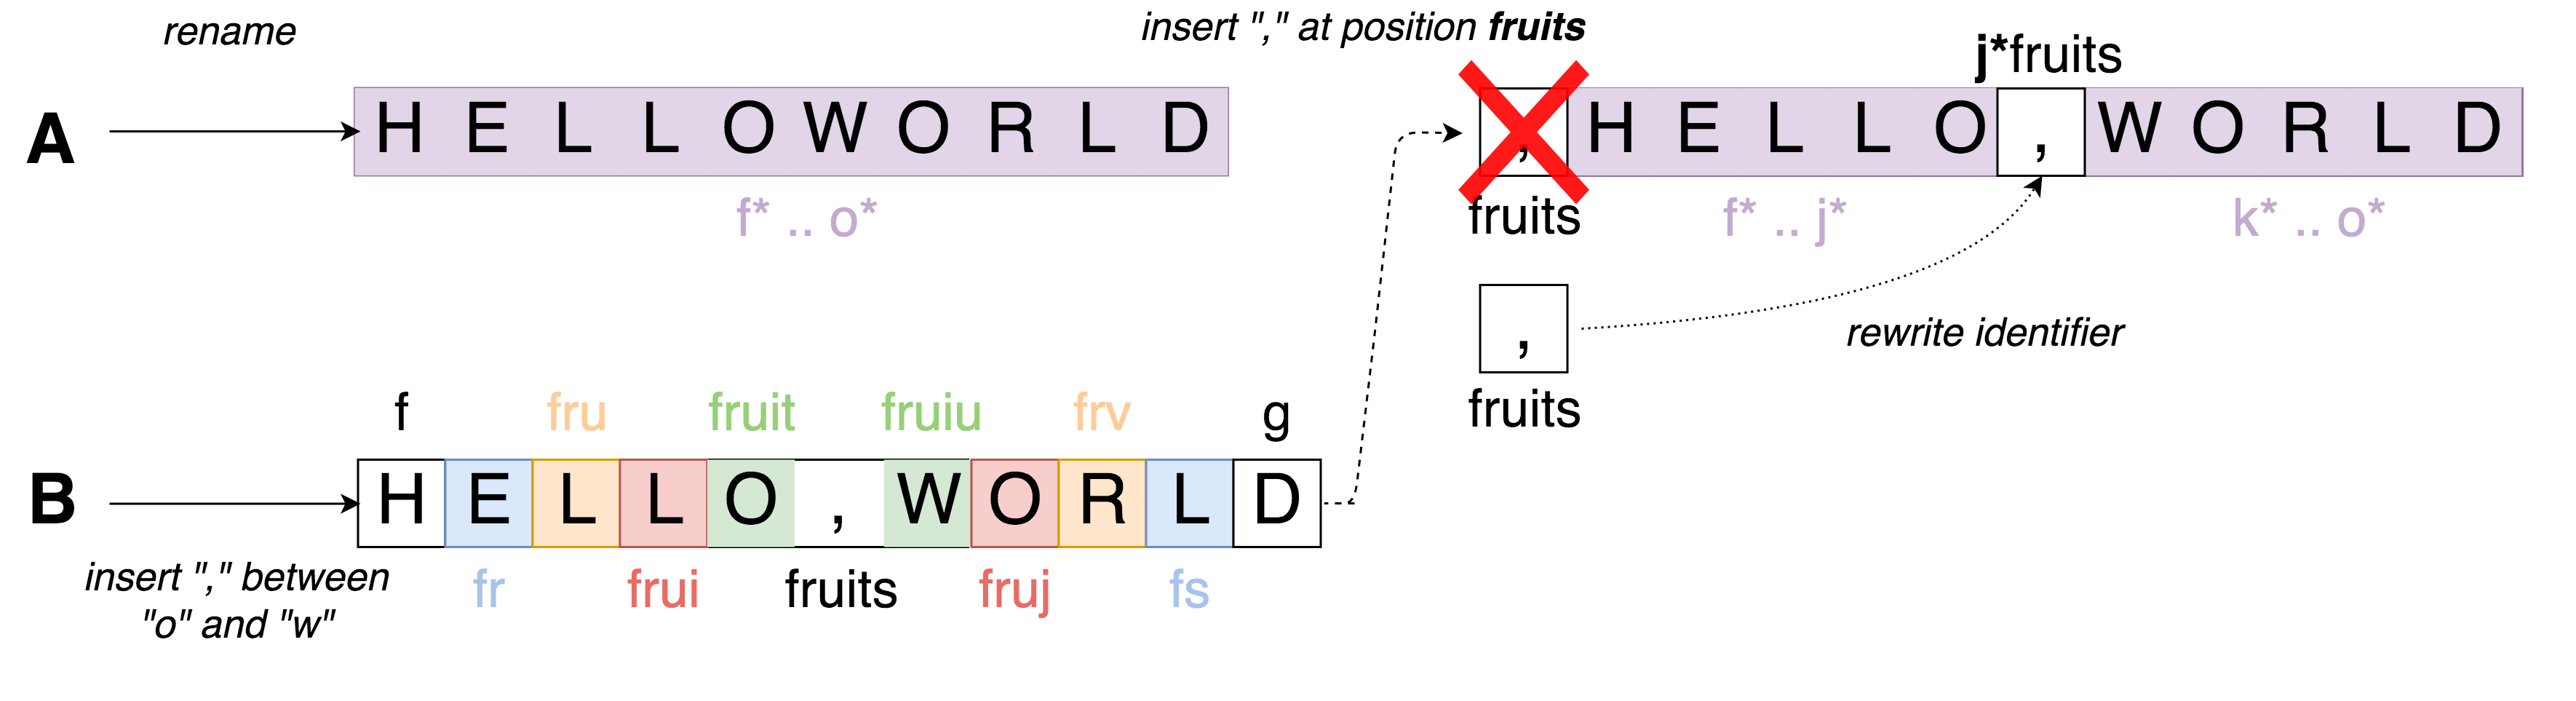 rename
insert "," at position fruits
j*fruits
A
H E L L O W O R L D
, H E L L O , W O R L D
f* .. o*
fruits
f* .. j*
k* .. o*
,
rewrite identifier
fruits
f fru fruit fruiu frv g
B
H E L L O , W O R L D
insert "," between
"o" and "w"
fr frui fruits fruj fs